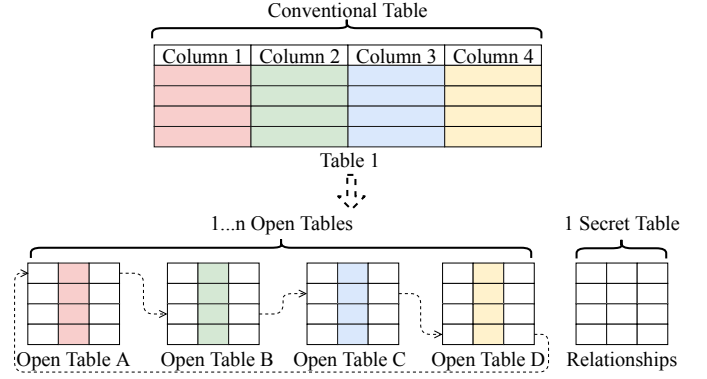 Conventional Table
Column 1 Column 2 Column 3 Column 4
Table 1
1...n Open Tables
1 Secret Table
Open Table A
Open Table B
Open Table C
Open Table D
Relationships